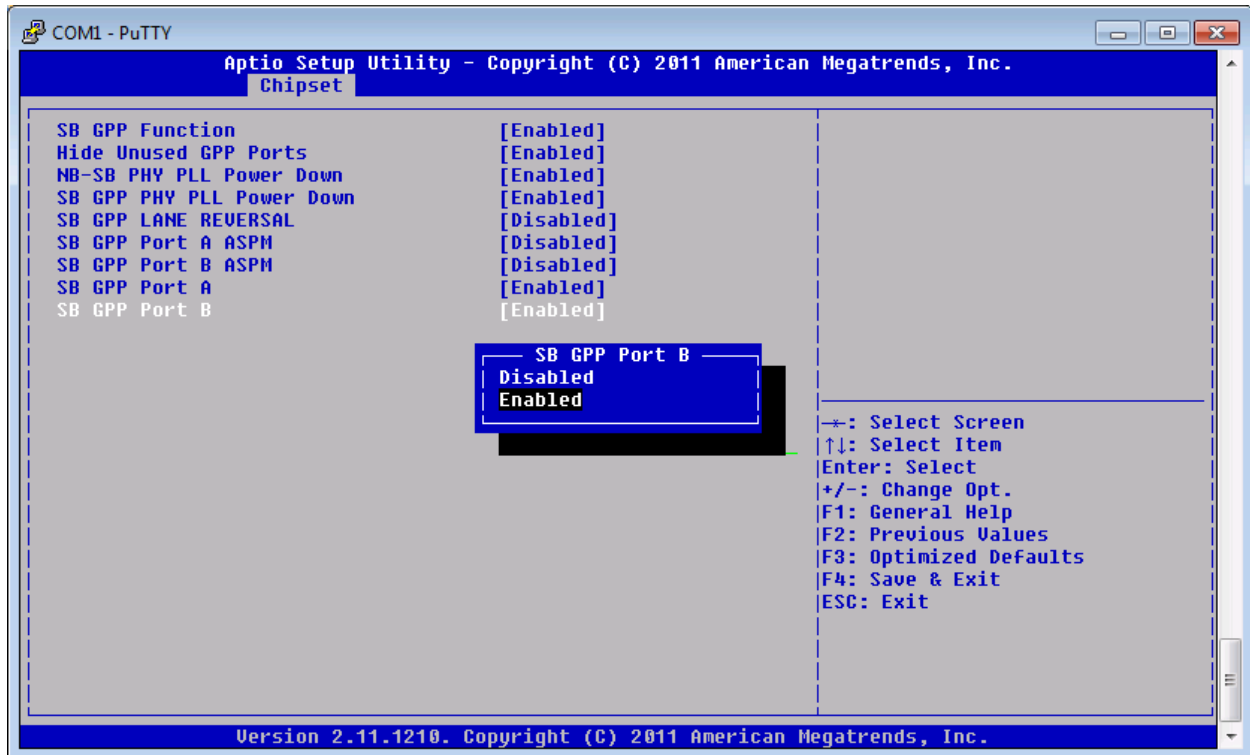 COM1 - PuTTY
Aptio Setup Utility - Copyright (C) 2011 American Megatrends, Inc.
Chipset
SB GPP Function [Enabled]
Hide Unused GPP Ports [Enabled]
NB-SB PHY PLL Power Down [Enabled]
SB GPP PHY PLL Power Down [Enabled]
SB GPP LANE REVERSAL [Disabled]
SB GPP Port A ASPM [Disabled]
SB GPP Port B ASPM [Disabled]
SB GPP Port A [Enabled]
SB GPP Port B [Enabled]
SB GPP Port B
Disabled
Enabled
→←: Select Screen
↑↓: Select Item
Enter: Select
+/-: Change Opt.
F1: General Help
F2: Previous Values
F3: Optimized Defaults
F4: Save & Exit
ESC: Exit
Version 2.11.1210. Copyright (C) 2011 American Megatrends, Inc.